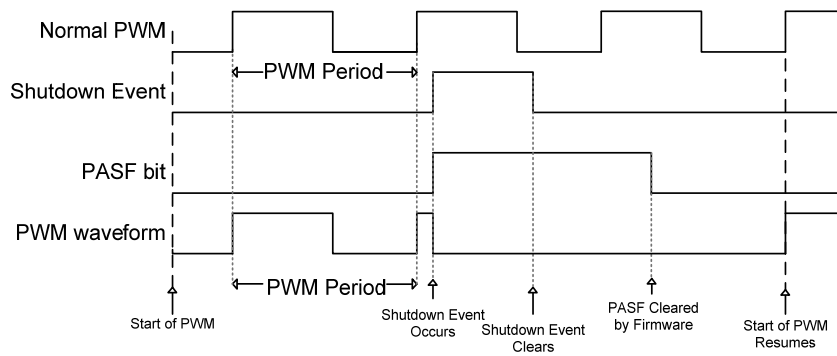 Normal PWM
PWM Period
Shutdown Event
PASF bit
PWM waveform
PWM Period
Start of PWM
Shutdown Event
Occurs
Shutdown Event
Clears
PASF Cleared
by Firmware
Start of PWM
Resumes